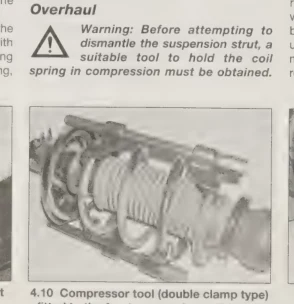 Overhaul
Warning: Before attempting to
dismantle the suspension strut, a
suitable tool to hold the coil
spring in compression must be obtained.
4.10 Compressor tool (double clamp type)